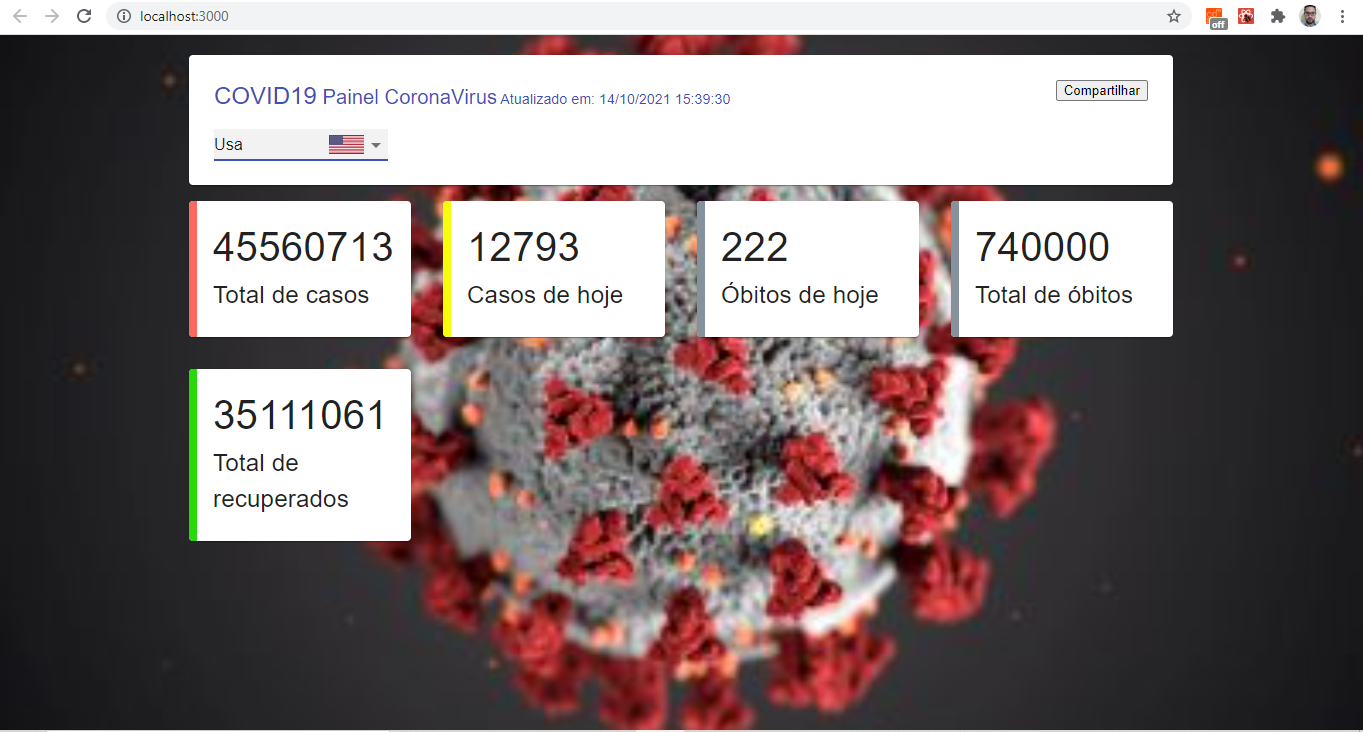 localhost:3000
off
COVID19 Painel CoronaVirus Atualizado em: 14/10/2021 15:39:30
Compartilhar
Usa
45560713
Total de casos
12793
Casos de hoje
222
Óbitos de hoje
740000
Total de óbitos
35111061
Total de
recuperados